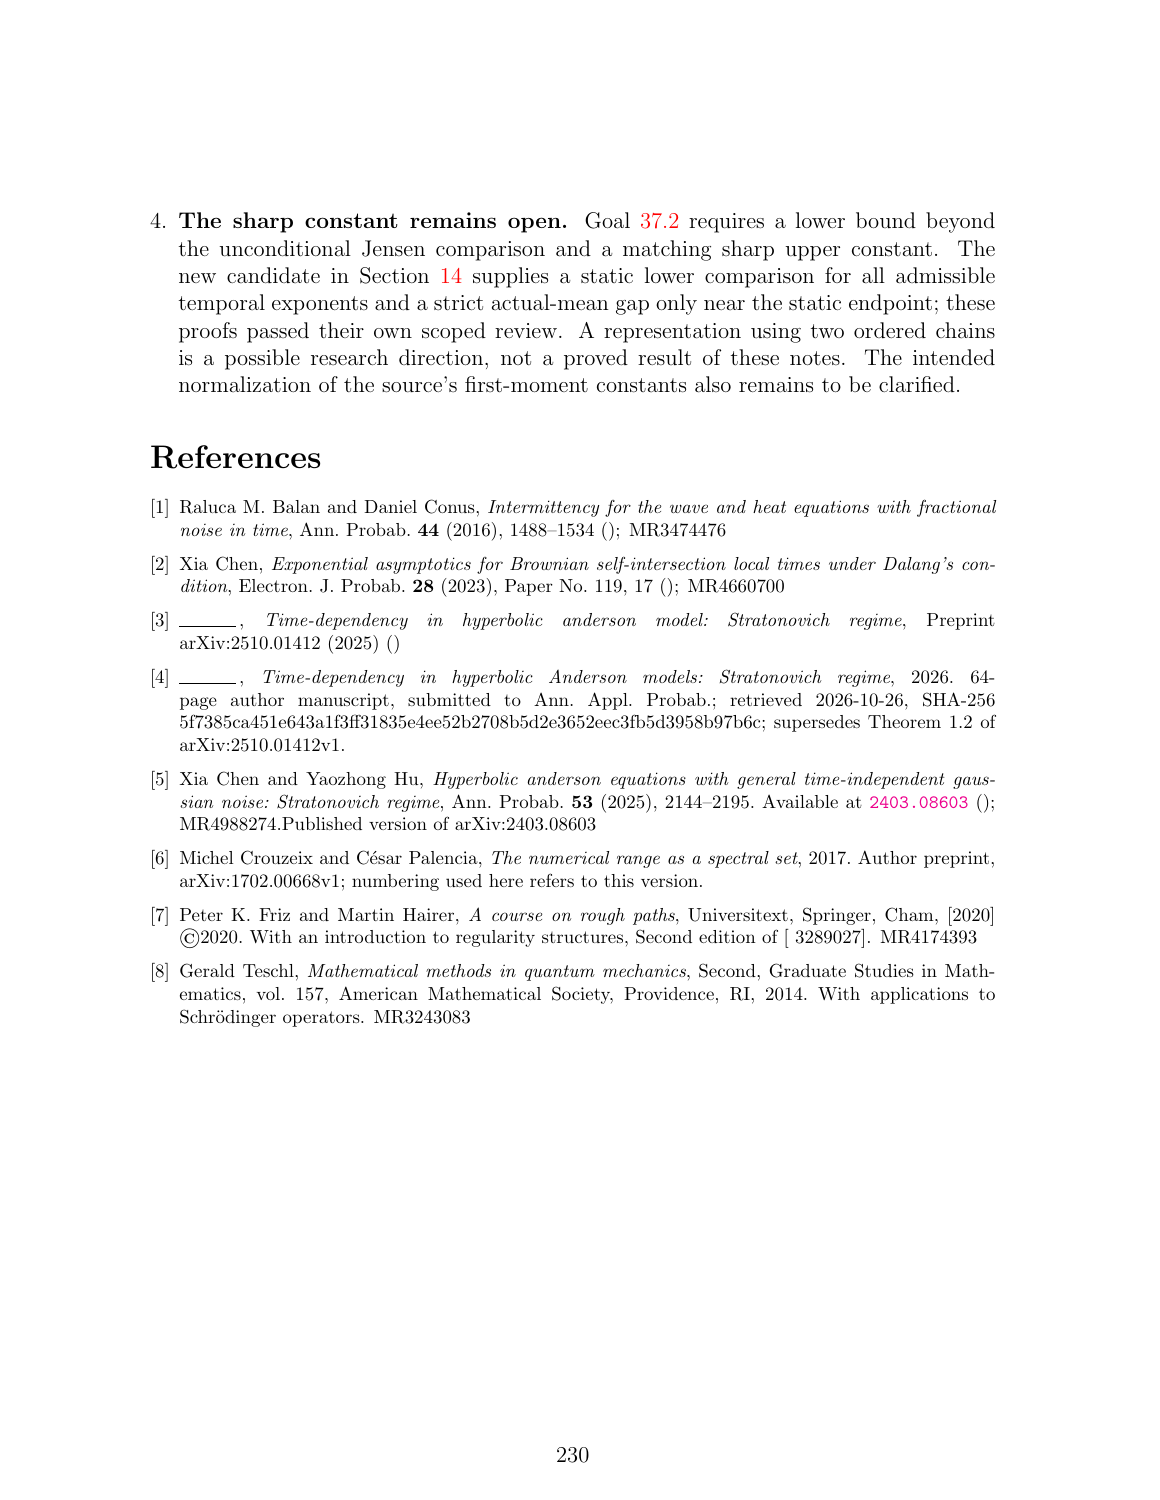 4. The sharp constant remains open. Goal 37.2 requires a lower bound beyond
the unconditional Jensen comparison and a matching sharp upper constant. The
new candidate in Section 14 supplies a static lower comparison for all admissible
temporal exponents and a strict actual-mean gap only near the static endpoint; these
proofs passed their own scoped review. A representation using two ordered chains
is a possible research direction, not a proved result of these notes. The intended
normalization of the source's first-moment constants also remains to be clarified.
References
[1] Raluca M. Balan and Daniel Conus, Intermittency for the wave and heat equations with fractional
noise in time, Ann. Probab. 44 (2016), 1488–1534 (); MR3474476
[2] Xia Chen, Exponential asymptotics for Brownian self-intersection local times under Dalang's con-
dition, Electron. J. Probab. 28 (2023), Paper No. 119, 17 (); MR4660700
[3] ______, Time-dependency in hyperbolic anderson model: Stratonovich regime, Preprint
arXiv:2510.01412 (2025) ()
[4] ______, Time-dependency in hyperbolic Anderson models: Stratonovich regime, 2026. 64-
page author manuscript, submitted to Ann. Appl. Probab.; retrieved 2026-10-26, SHA-256
5f7385ca451e643a1f3ff31835e4ee52b2708b5d2e3652eec3fb5d3958b97b6c; supersedes Theorem 1.2 of
arXiv:2510.01412v1.
[5] Xia Chen and Yaozhong Hu, Hyperbolic anderson equations with general time-independent gaus-
sian noise: Stratonovich regime, Ann. Probab. 53 (2025), 2144–2195. Available at 2403.08603 ();
MR4988274.Published version of arXiv:2403.08603
[6] Michel Crouzeix and César Palencia, The numerical range as a spectral set, 2017. Author preprint,
arXiv:1702.00668v1; numbering used here refers to this version.
[7] Peter K. Friz and Martin Hairer, A course on rough paths, Universitext, Springer, Cham, [2020]
©2020. With an introduction to regularity structures, Second edition of [ 3289027]. MR4174393
[8] Gerald Teschl, Mathematical methods in quantum mechanics, Second, Graduate Studies in Math-
ematics, vol. 157, American Mathematical Society, Providence, RI, 2014. With applications to
Schrödinger operators. MR3243083
230